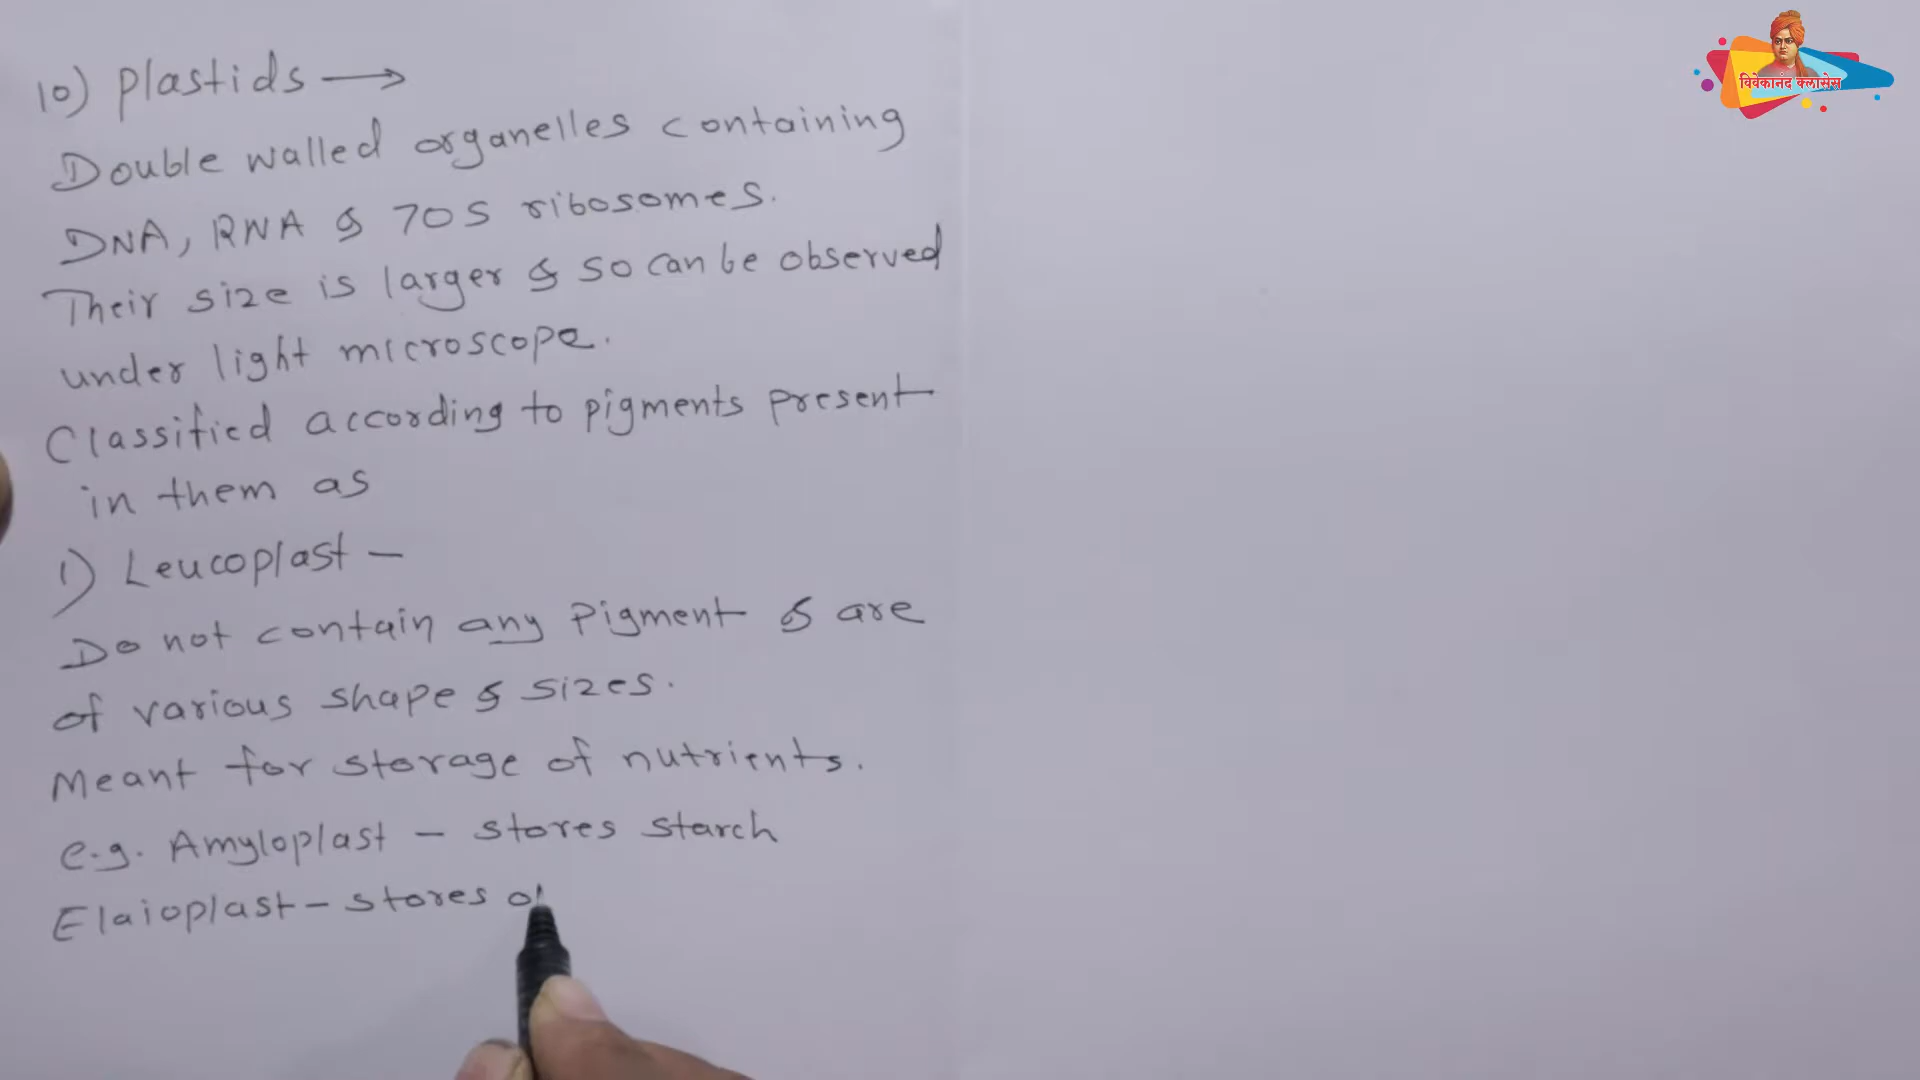 10) Plastids →
Double walled organelles containing
DNA, RNA & 70S ribosomes.
Their size is larger & so can be observed
under light microscope.
Classified according to pigments present
in them as
1) Leucoplast –
Do not contain any Pigment & are
of various shape & sizes.
Meant for storage of nutrients.
e.g. Amyloplast – stores starch
Elaioplast – stores
विवेकानंद क्लासेस